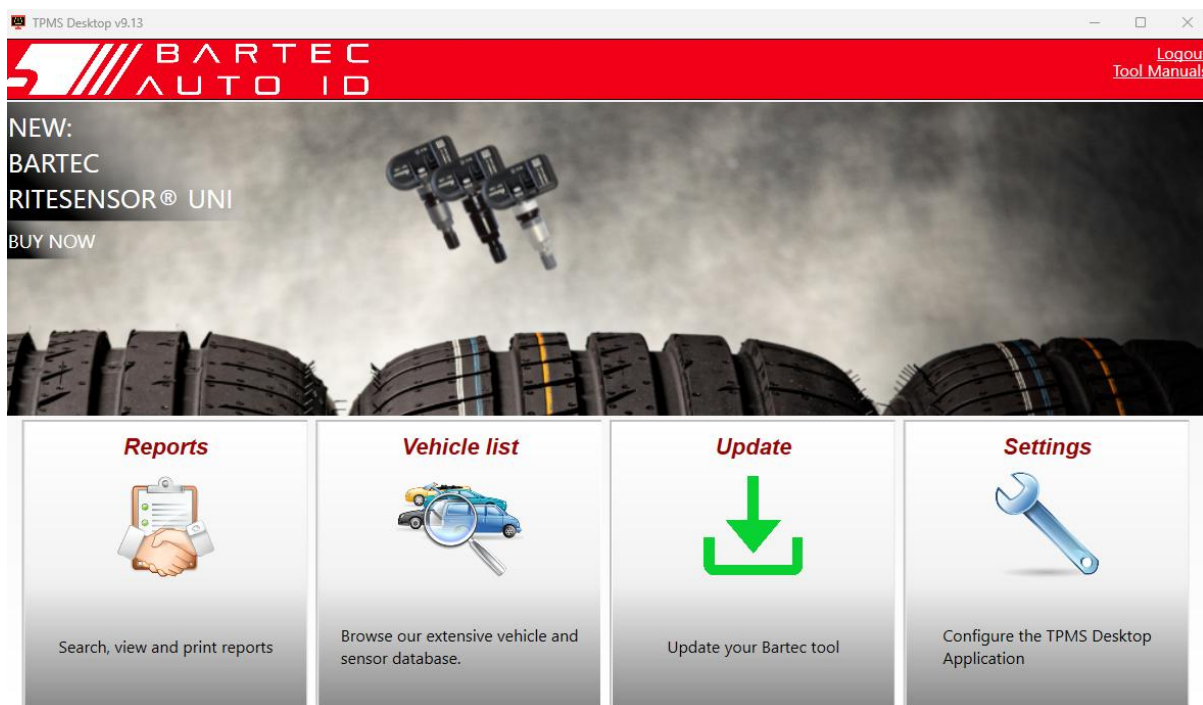 TPMS Desktop v9.13
BARTEC
AUTO ID
Logou
Tool Manual
NEW:
BARTEC
RITESENSOR® UNI
BUY NOW
Reports
Search, view and print reports
Vehicle list
Browse our extensive vehicle and
sensor database.
Update
Update your Bartec tool
Settings
Configure the TPMS Desktop
Application